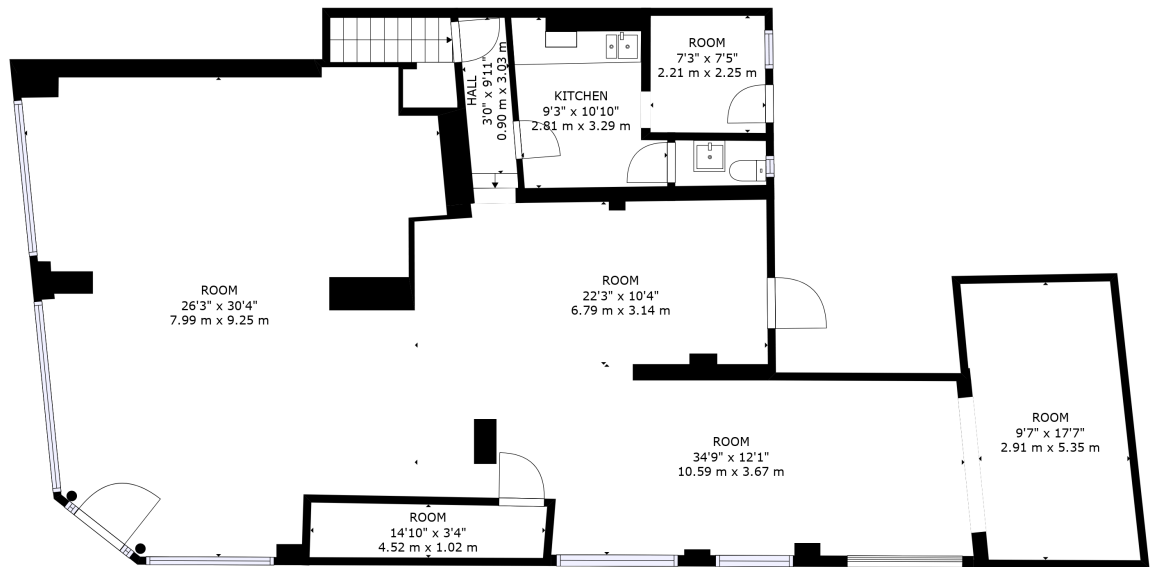 ROOM
7'3" x 7'5"
2.21 m x 2.25 m
HALL
3'0" x 9'11"
0.90 m x 3.03 m
KITCHEN
9'3" x 10'10"
2.81 m x 3.29 m
ROOM
26'3" x 30'4"
7.99 m x 9.25 m
ROOM
22'3" x 10'4"
6.79 m x 3.14 m
ROOM
34'9" x 12'1"
10.59 m x 3.67 m
ROOM
9'7" x 17'7"
2.91 m x 5.35 m
ROOM
14'10" x 3'4"
4.52 m x 1.02 m